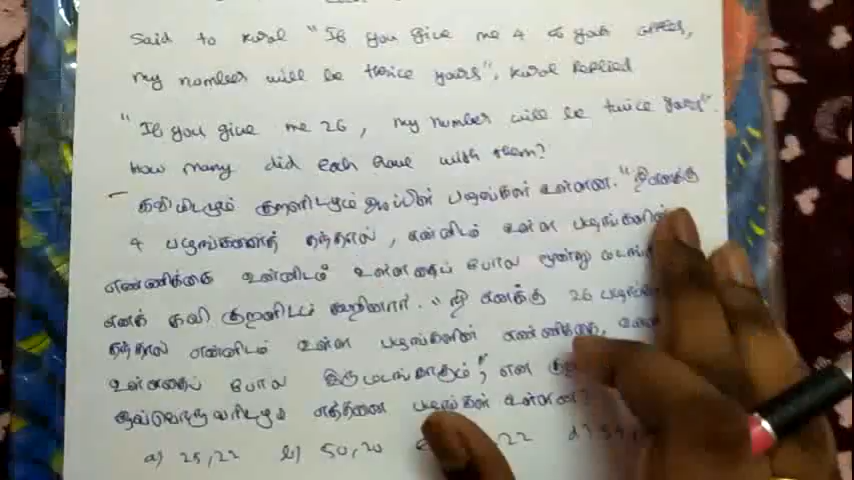 said to Kural "If you give me 4 of your apples,
my number will be thrice yours", Kural Replied
"If you give me 26, my number will be twice yours".
How many did each have with them?
கவியிடமும் குறளிடமும் ஆப்பிள் பழங்கள் உள்ளன. "நீ எனக்கு
4 பழங்களைத் தந்தால், என்னிடம் உள்ள பழங்களின்
எண்ணிக்கை உன்னிடம் உள்ளதைப் போல மூன்று மடங்கு
எனக் கவி குறளிடம் கூறினார். "நீ எனக்கு 26
தந்தால் என்னிடம் உள்ள பழங்களின் எண்ணிக்கை,
உள்ளதைப் போல இருமடங்காகும்", என
ஒவ்வொருவரிடமும் எத்தனை பழங்கள் உள்ளன?
a) 25,22 b) 50,20 22 d)